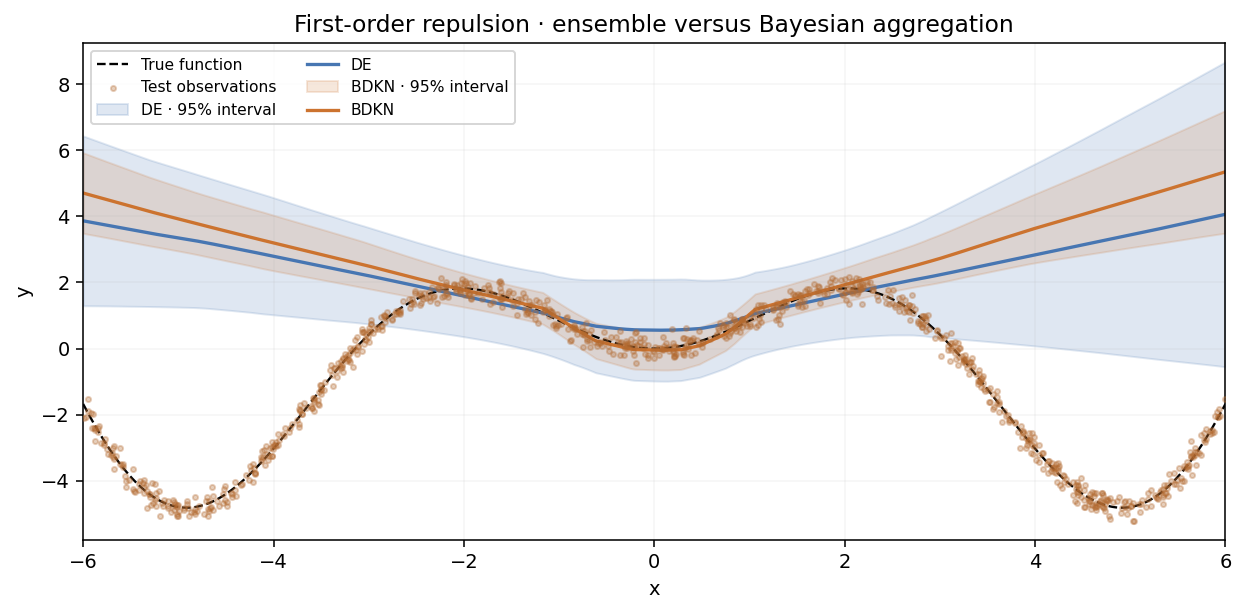 First-order repulsion · ensemble versus Bayesian aggregation
True function
Test observations
DE · 95% interval
DE
BDKN · 95% interval
BDKN
y
8
6
4
2
0
−2
−4
−6
−4
−2
0
2
4
6
x